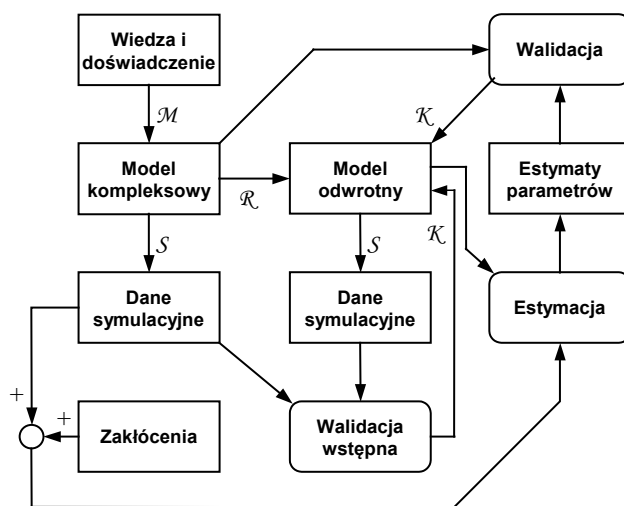 Wiedza i
doświadczenie
Walidacja
ℳ
𝒦
Model
kompleksowy
ℛ
Model
odwrotny
Estymaty
parametrów
𝒮
𝒮
𝒦
Dane
symulacyjne
Dane
symulacyjne
Estymacja
+
+
Zakłócenia
Walidacja
wstępna